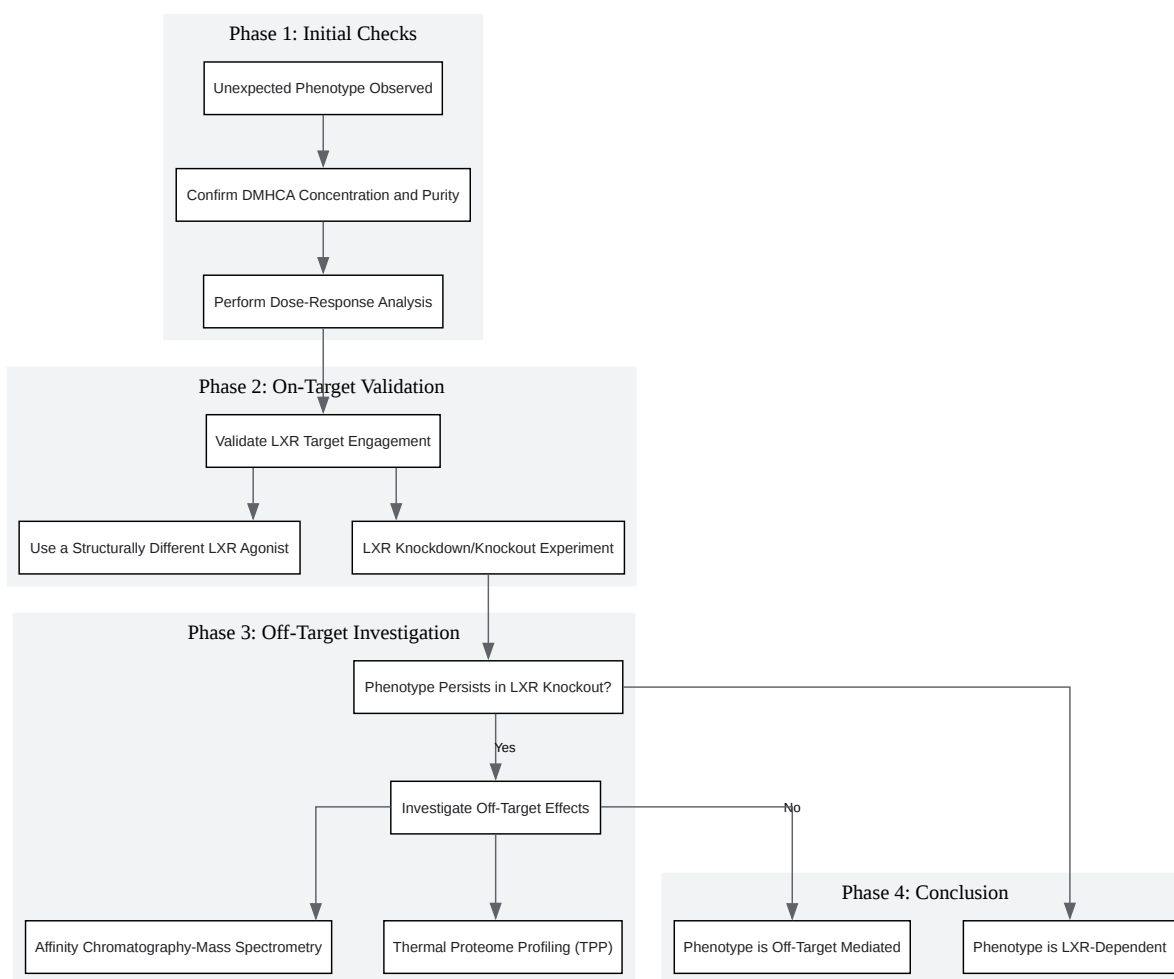 Phase 1: Initial Checks
Unexpected Phenotype Observed
Confirm DMHCA Concentration and Purity
Perform Dose-Response Analysis
Phase 2: On-Target Validation
Validate LXR Target Engagement
Use a Structurally Different LXR Agonist
LXR Knockdown/Knockout Experiment
Phase 3: Off-Target Investigation
Phenotype Persists in LXR Knockout?
Yes
Investigate Off-Target Effects
No
Phase 4: Conclusion
Affinity Chromatography-Mass Spectrometry
Thermal Proteome Profiling (TPP)
Phenotype is Off-Target Mediated
Phenotype is LXR-Dependent